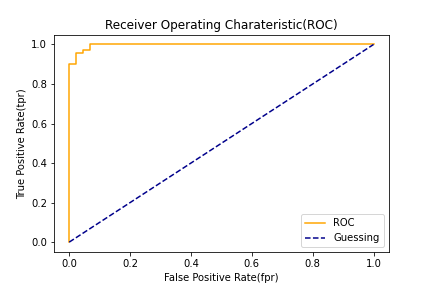 Receiver Operating Charateristic(ROC)
True Positive Rate(tpr)
1.0
0.8
0.6
0.4
0.2
0.0
ROC
Guessing
0.0 0.2 0.4 0.6 0.8 1.0
False Positive Rate(fpr)